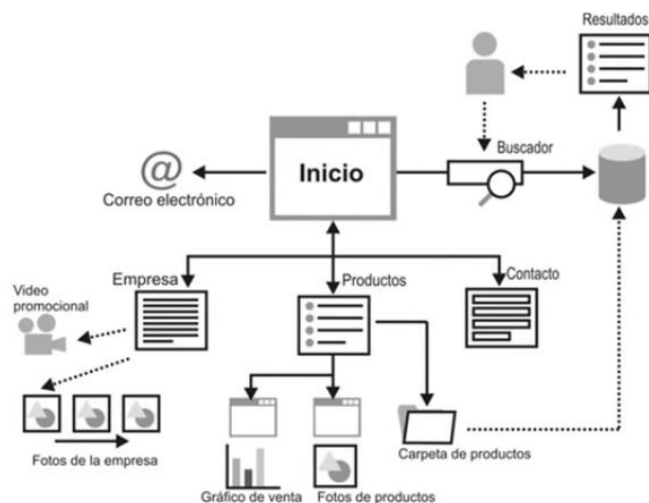 Resultados
Buscador
Inicio
@
Correo electrónico
Empresa
Productos
Contacto
Video
promocional
Fotos de la empresa
Gráfico de venta
Fotos de productos
Carpeta de productos